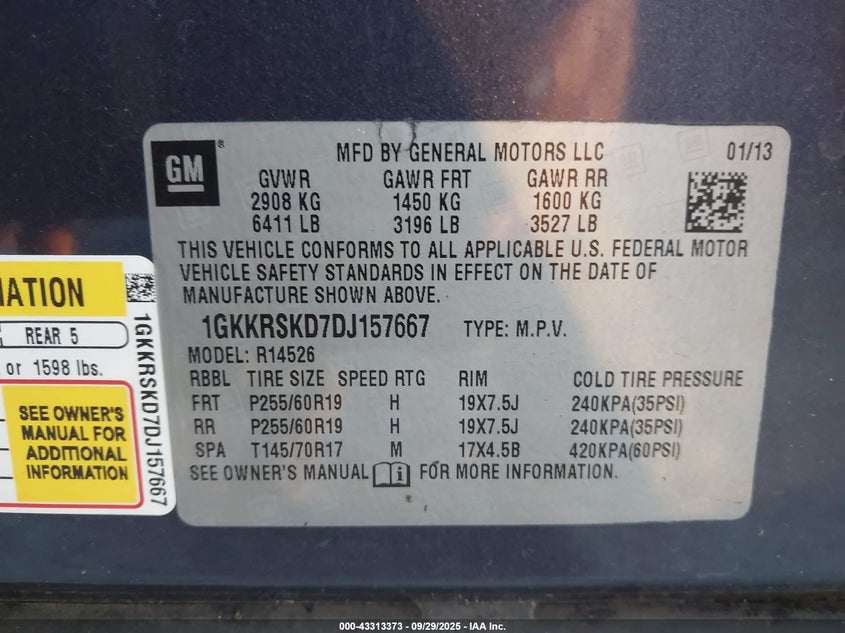 GM
MFD BY GENERAL MOTORS LLC 01/13
GVWR GAWR FRT GAWR RR
2908 KG 1450 KG 1600 KG
6411 LB 3196 LB 3527 LB
THIS VEHICLE CONFORMS TO ALL APPLICABLE U.S. FEDERAL MOTOR
VEHICLE SAFETY STANDARDS IN EFFECT ON THE DATE OF
MANUFACTURE SHOWN ABOVE.
1GKKRSKD7DJ157667 TYPE: M.P.V.
MODEL: R14526
RBBL TIRE SIZE SPEED RTG RIM COLD TIRE PRESSURE
FRT P255/60R19 H 19X7.5J 240KPA(35PSI)
RR P255/60R19 H 19X7.5J 240KPA(35PSI)
SPA T145/70R17 M 17X4.5B 420KPA(60PSI)
SEE OWNER'S MANUAL i FOR MORE INFORMATION.
MATION
REAR 5
or 1598 lbs.
SEE OWNER'S
MANUAL FOR
ADDITIONAL
INFORMATION
1GKKRSKD7DJ157667
000-43313373 - 09/29/2025 - IAA Inc.